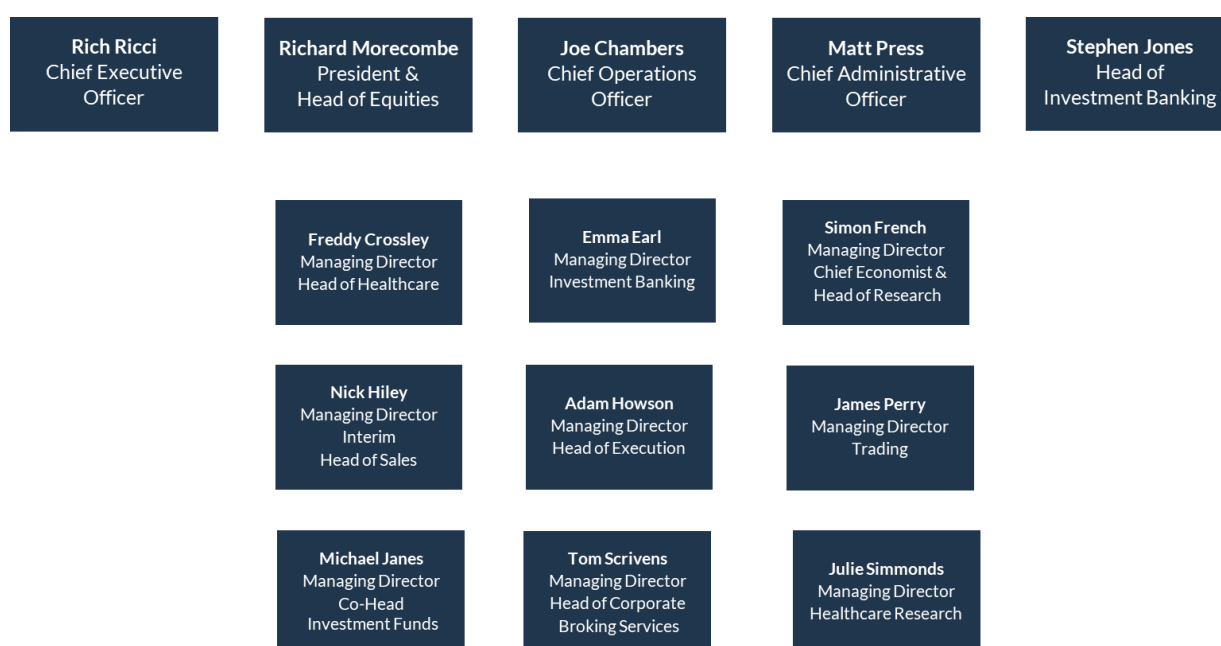 Rich Ricci
Chief Executive
Officer
Richard Morecombe
President &
Head of Equities
Joe Chambers
Chief Operations
Officer
Matt Press
Chief Administrative
Officer
Stephen Jones
Head of
Investment Banking
Freddy Crossley
Managing Director
Head of Healthcare
Emma Earl
Managing Director
Investment Banking
Simon French
Managing Director
Chief Economist &
Head of Research
Nick Hiley
Managing Director
Interim
Head of Sales
Adam Howson
Managing Director
Head of Execution
James Perry
Managing Director
Trading
Michael Janes
Managing Director
Co-Head
Investment Funds
Tom Scrivens
Managing Director
Head of Corporate
Broking Services
Julie Simmonds
Managing Director
Healthcare Research